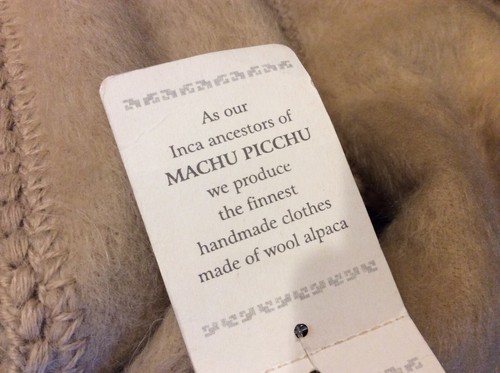 As our
Inca ancestors of
MACHU PICCHU
we produce
the finnest
handmade clothes
made of wool alpaca